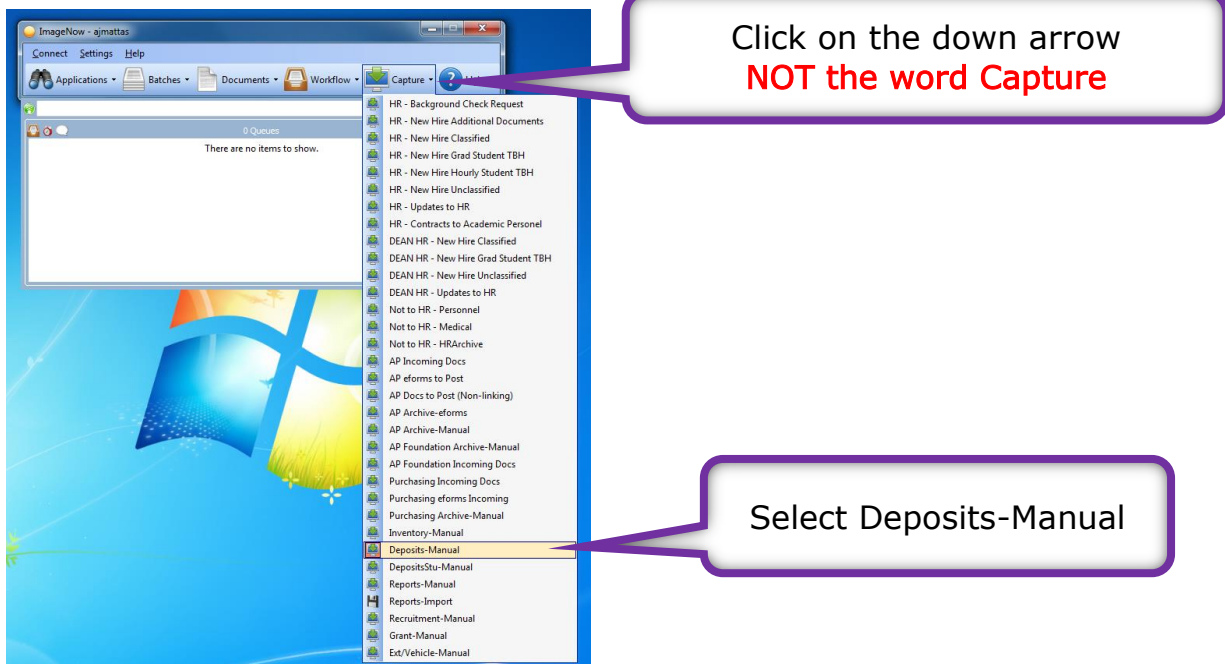 ImageNow - ajmattas
Connect Settings Help
Applications Batches Documents Workflow Capture
0 Queues
There are no items to show.
HR - Background Check Request
HR - New Hire Additional Documents
HR - New Hire Classified
HR - New Hire Grad Student TBH
HR - New Hire Hourly Student TBH
HR - New Hire Unclassified
HR - Updates to HR
HR - Contracts to Academic Personel
DEAN HR - New Hire Classified
DEAN HR - New Hire Grad Student TBH
DEAN HR - New Hire Unclassified
DEAN HR - Updates to HR
Not to HR - Personnel
Not to HR - Medical
Not to HR - HRArchive
AP Incoming Docs
AP eforms to Post
AP Docs to Post (Non-linking)
AP Archive-eforms
AP Archive-Manual
AP Foundation Archive-Manual
AP Foundation Incoming Docs
Purchasing Incoming Docs
Purchasing eforms Incoming
Purchasing Archive-Manual
Inventory-Manual
Deposits-Manual
DepositsStu-Manual
Reports-Manual
Reports-Import
Recruitment-Manual
Grant-Manual
Ext/Vehicle-Manual
Click on the down arrow
NOT the word Capture
Select Deposits-Manual